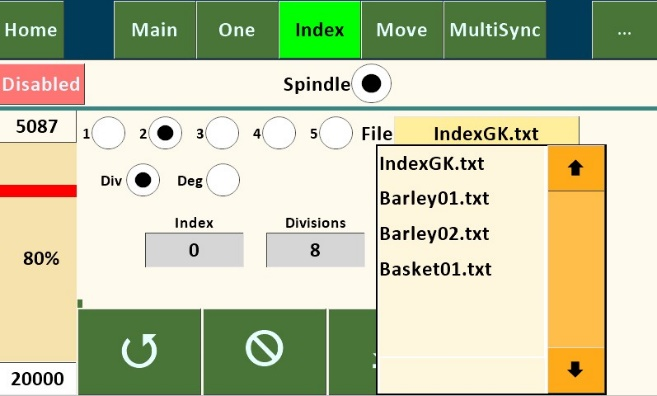 Home Main One Index Move MultiSync ...
Disabled Spindle
5087 1 2 3 4 5 File IndexGK.txt
Div Deg
Index Divisions
0 8
80%
20000
IndexGK.txt
Barley01.txt
Barley02.txt
Basket01.txt